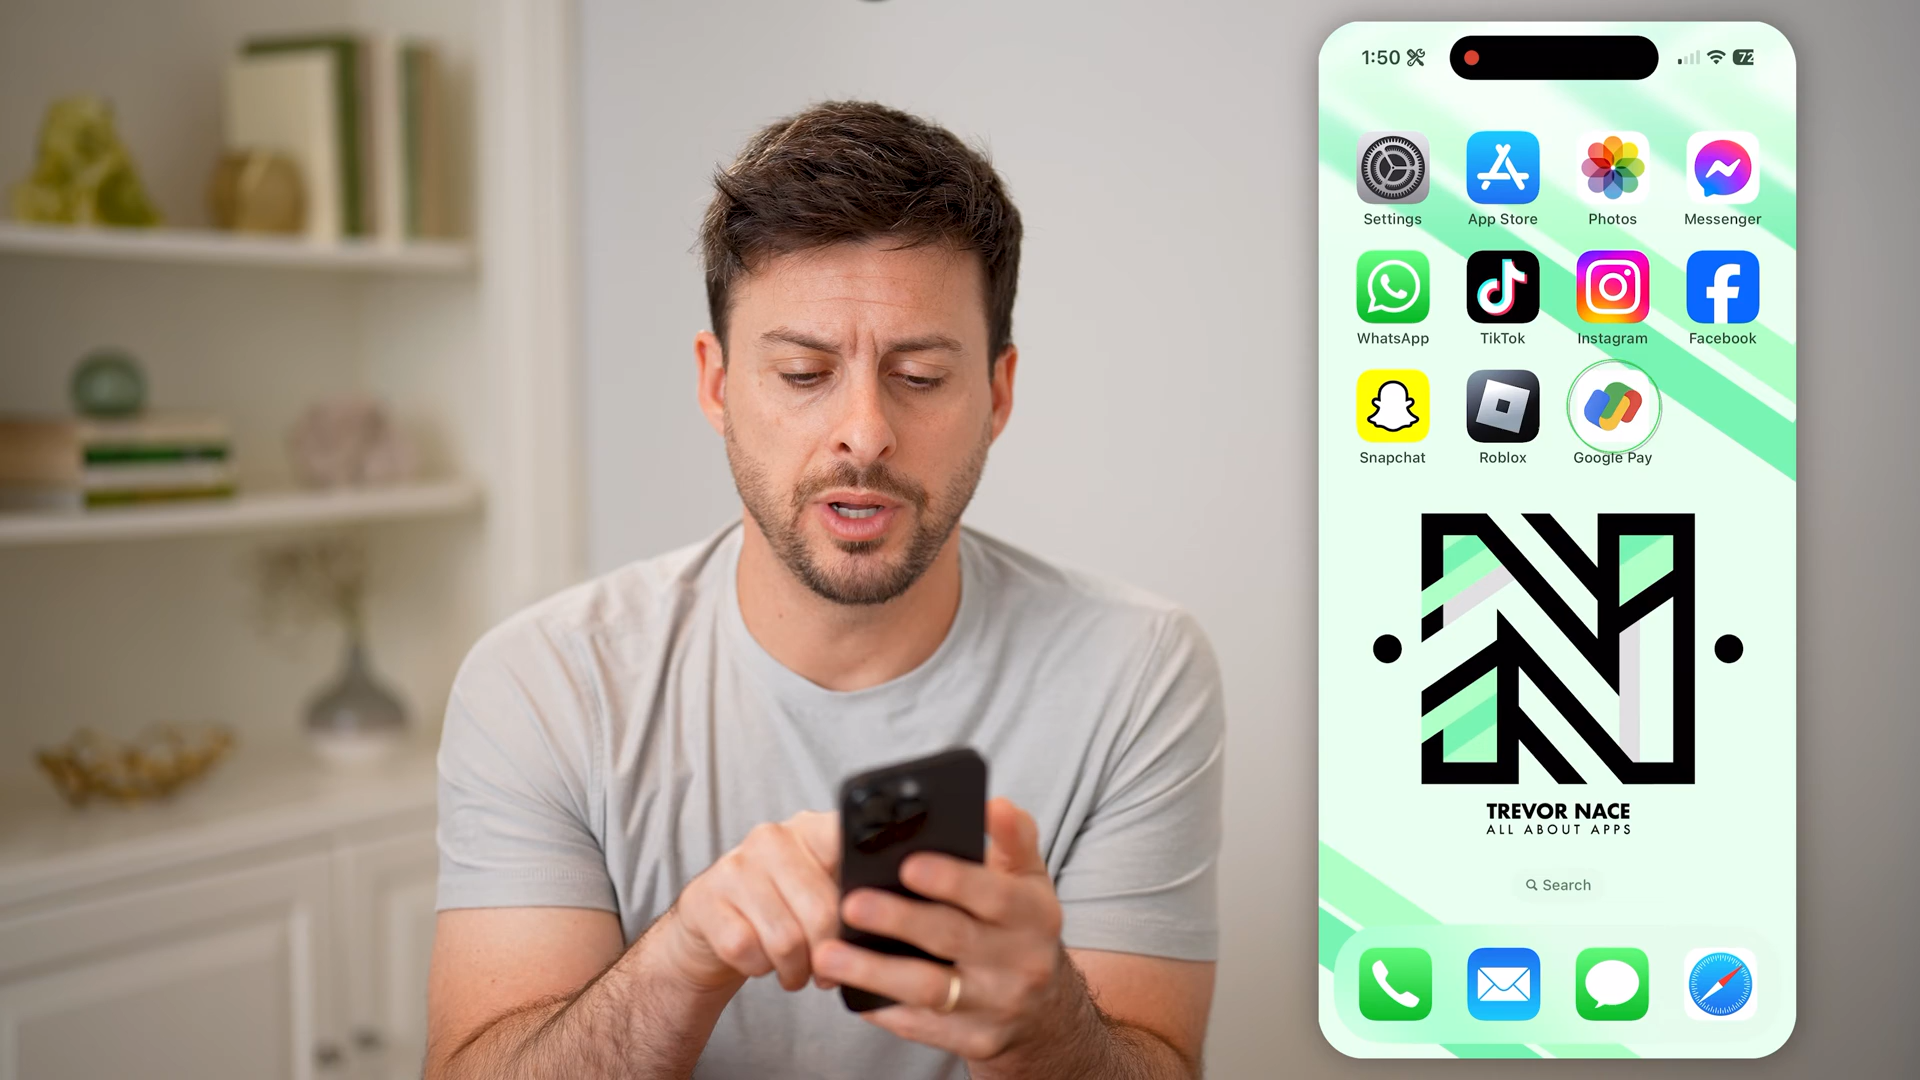 1:50
72
Settings
App Store
Photos
Messenger
WhatsApp
TikTok
Instagram
Facebook
Snapchat
Roblox
Google Pay
TREVOR NACE
ALL ABOUT APPS
Search